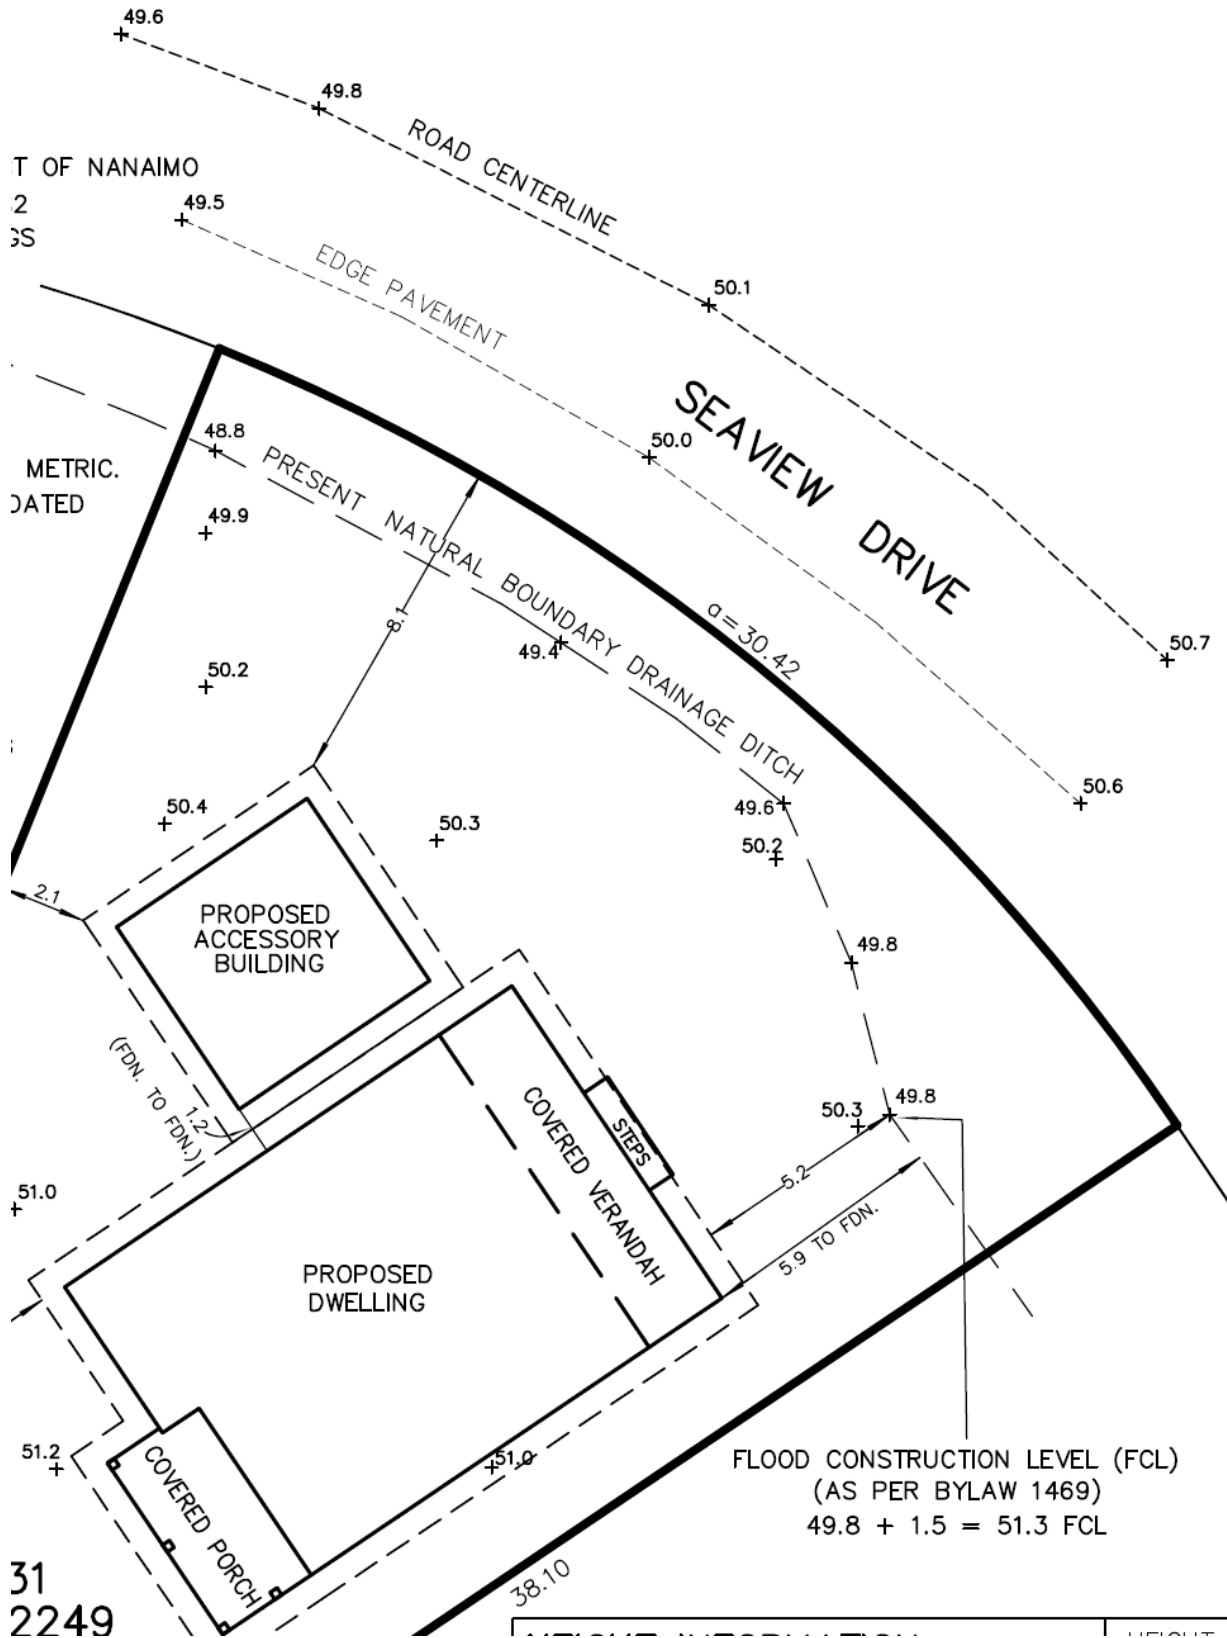 49.6
49.8
ROAD CENTERLINE
T OF NANAIMO
49.5
GS
EDGE PAVEMENT
50.1
SEAVIEW DRIVE
50.0
48.8
METRIC.
DATED
PRESENT NATURAL BOUNDARY DRAINAGE DITCH
49.9
8.1
a=30.42
49.4
50.7
50.2
50.6
49.6
50.4
50.3
50.2
2.1
PROPOSED
ACCESSORY
BUILDING
49.8
(FDN. TO FDN.)
1.2
COVERED VERANDAH
STEPS
50.3
49.8
5.2
5.9 TO FDN.
51.0
PROPOSED
DWELLING
51.2
COVERED PORCH
51.0
FLOOD CONSTRUCTION LEVEL (FCL)
(AS PER BYLAW 1469)
49.8 + 1.5 = 51.3 FCL
38.10
31
2249